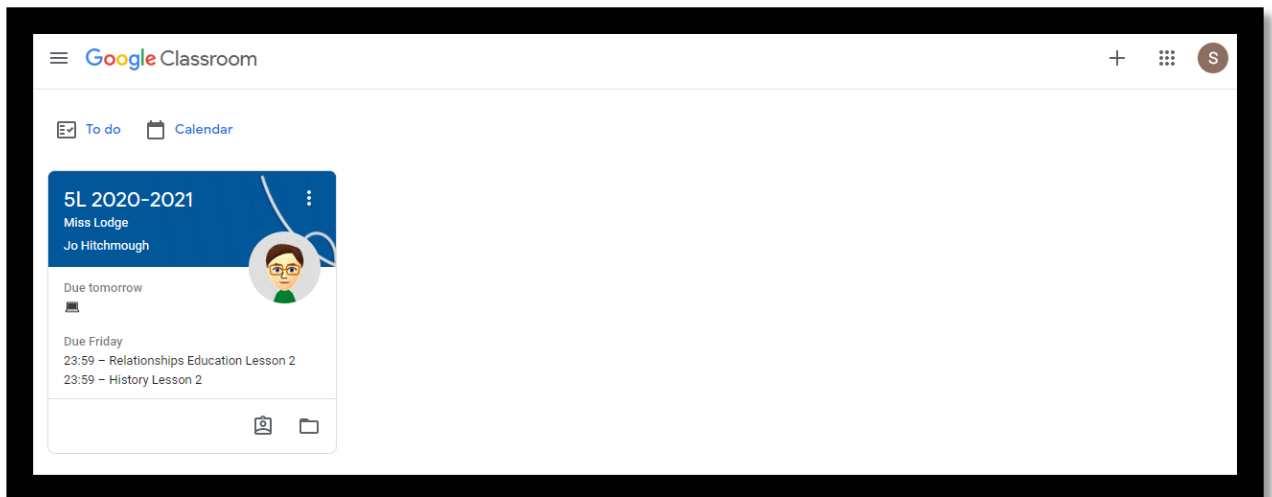 Google Classroom
S
To do
Calendar
5L 2020-2021
Miss Lodge
Jo Hitchmough
Due tomorrow
Due Friday
23:59 – Relationships Education Lesson 2
23:59 – History Lesson 2